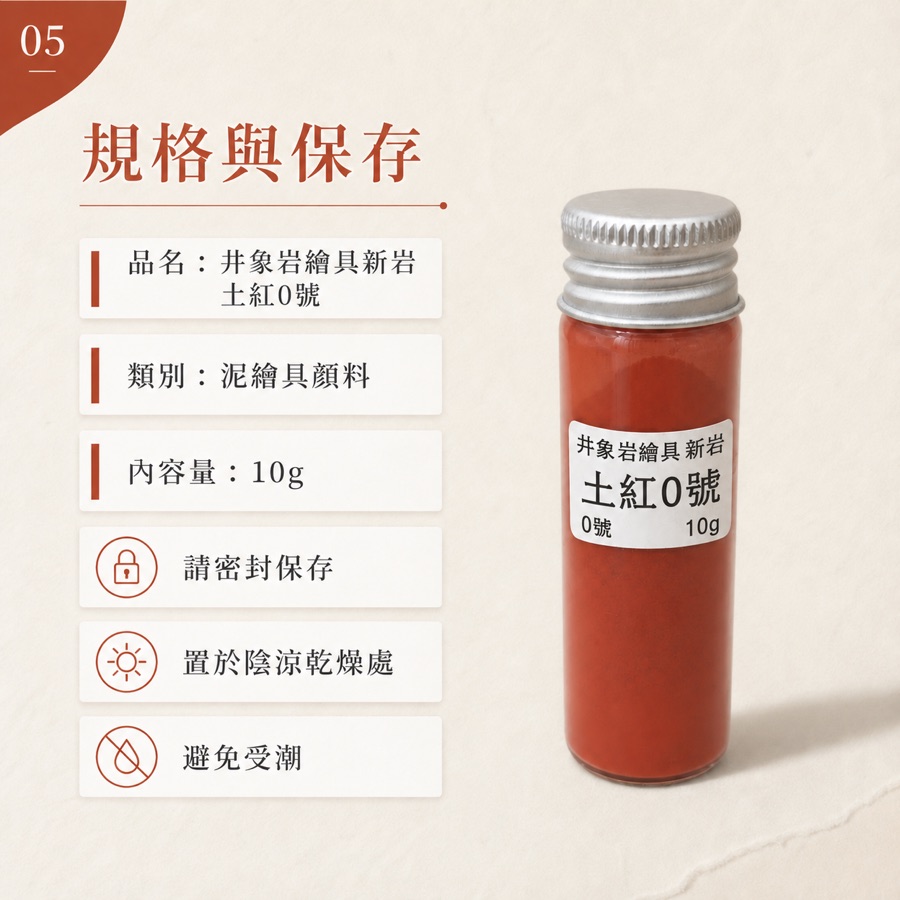 05
規格與保存
品名：井象岩繪具新岩
土紅0號
類別：泥繪具顔料
內容量：10g
請密封保存
置於陰涼乾燥處
避免受潮
井象岩繪具 新岩
土紅0號
0號 10g